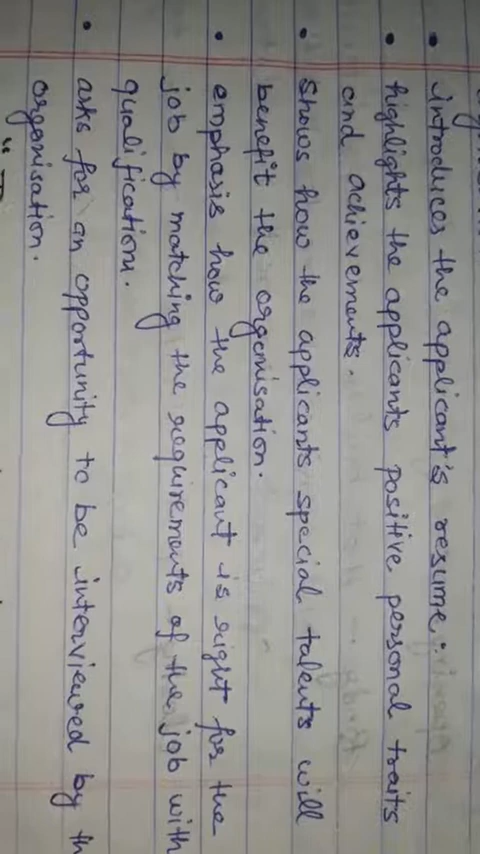 • introduces the applicant's resume.
• highlights the applicants positive personal traits
and achievements.
• shows how the applicants special talents will
benefit the organisation.
• emphasis how the applicant is right for the
job by matching the requirements of the job with
qualification.
• asks for an opportunity to be interviewed by th
organisation.